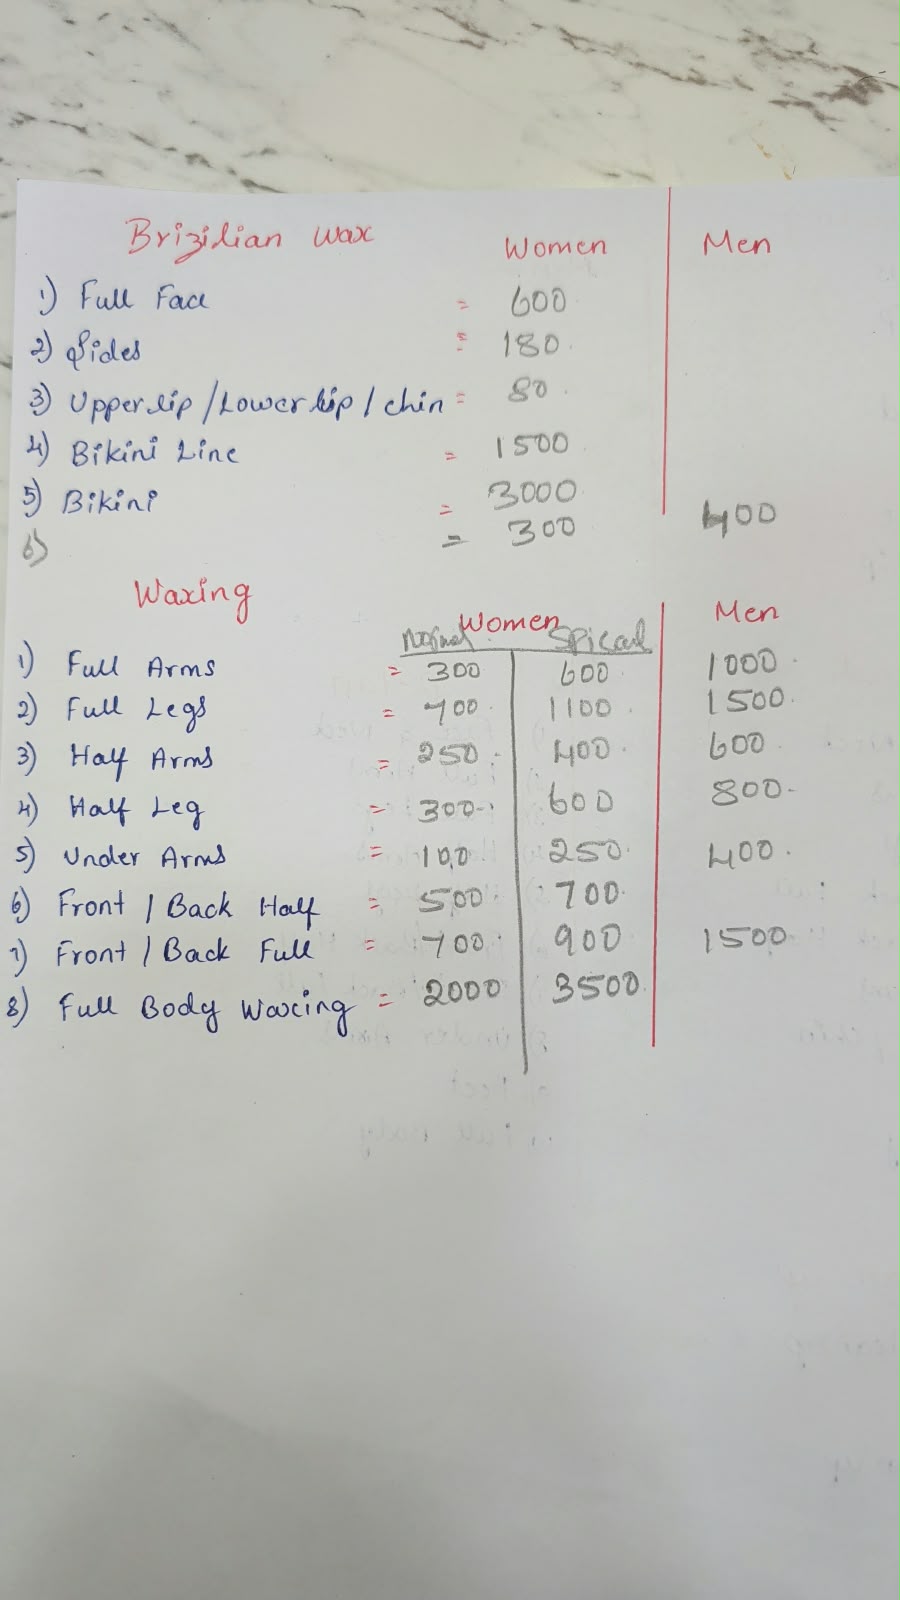 Brizilian wax Women Men
1) Full Face = 600
2) Sides = 180
3) Upperlip / Lower lip / chin = 80
4) Bikini Line = 1500
5) Bikini = 3000
6) = 300 400
Waxing Women Men
Normal Spical
1) Full Arms = 300 600 1000
2) Full Legs = 700 1100 1500
3) Half Arms = 250 400 600
4) Half Leg = 300 600 800
5) Under Arms = 100 250 400
6) Front / Back Half = 500 700
7) Front / Back Full = 700 900 1500
8) Full Body Waxing = 2000 3500